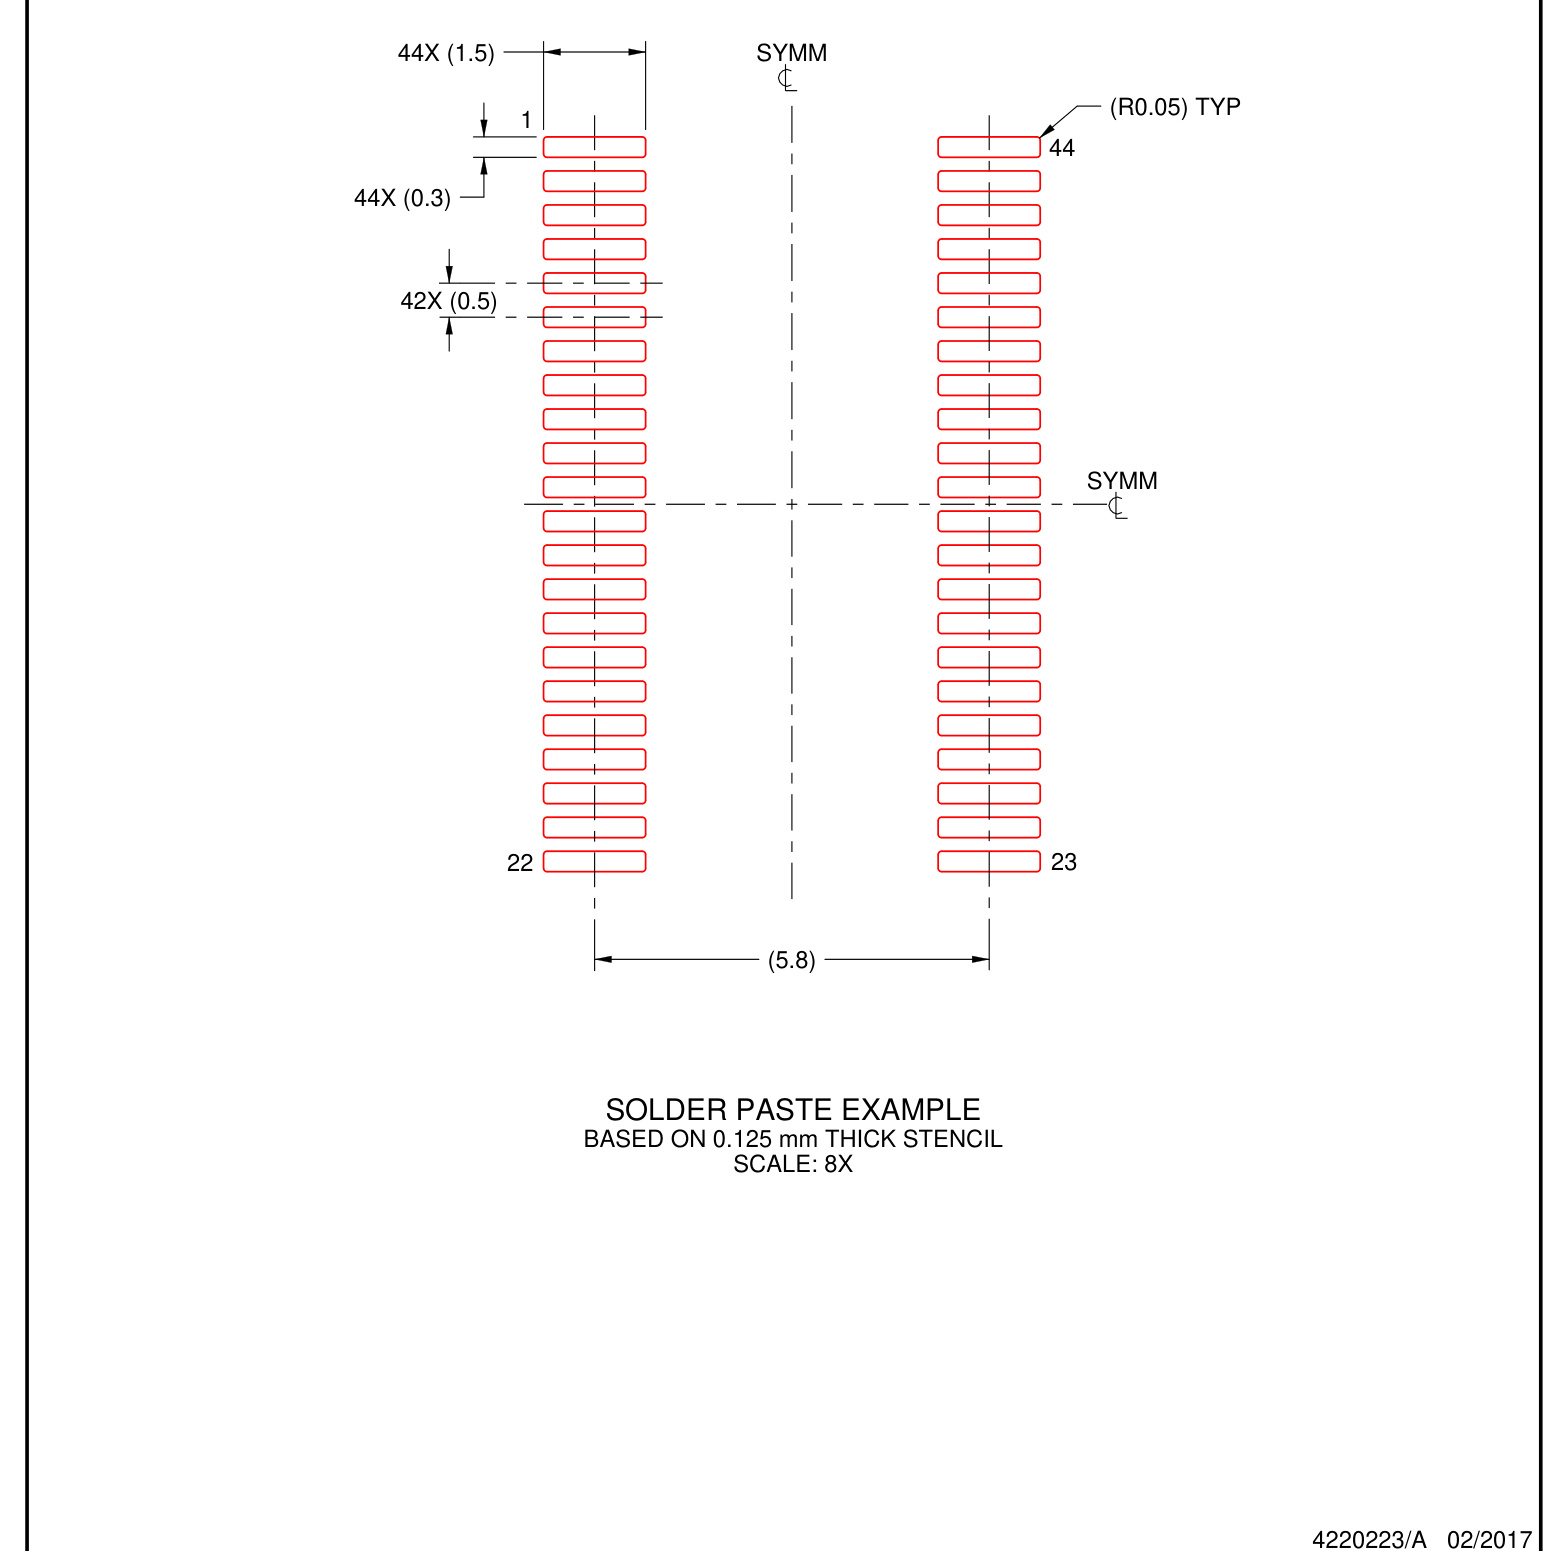 44X (1.5)
SYMM
(R0.05) TYP
1
44
44X (0.3)
42X (0.5)
SYMM
22
23
(5.8)
SOLDER PASTE EXAMPLE
BASED ON 0.125 mm THICK STENCIL
SCALE: 8X
4220223/A 02/2017